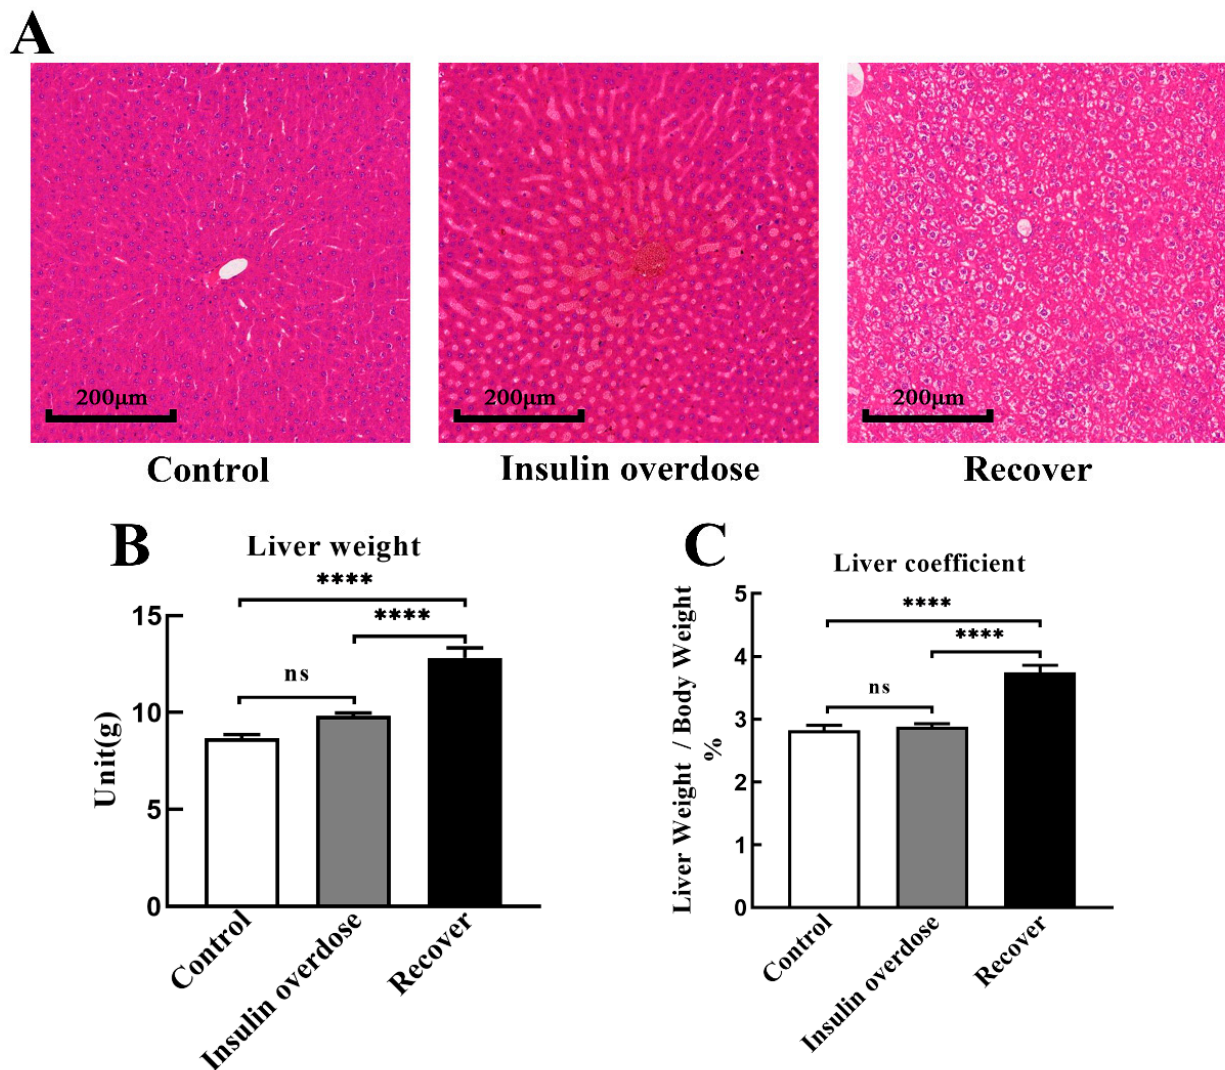 A
200μm
200μm
200μm
Control
Insulin overdose
Recover
B
Liver weight
****
****
ns
15
10
5
0
Unit(g)
Control
Insulin overdose
Recover
C
Liver coefficient
****
****
ns
5
4
3
2
1
0
Liver Weight / Body Weight
%
Control
Insulin overdose
Recover